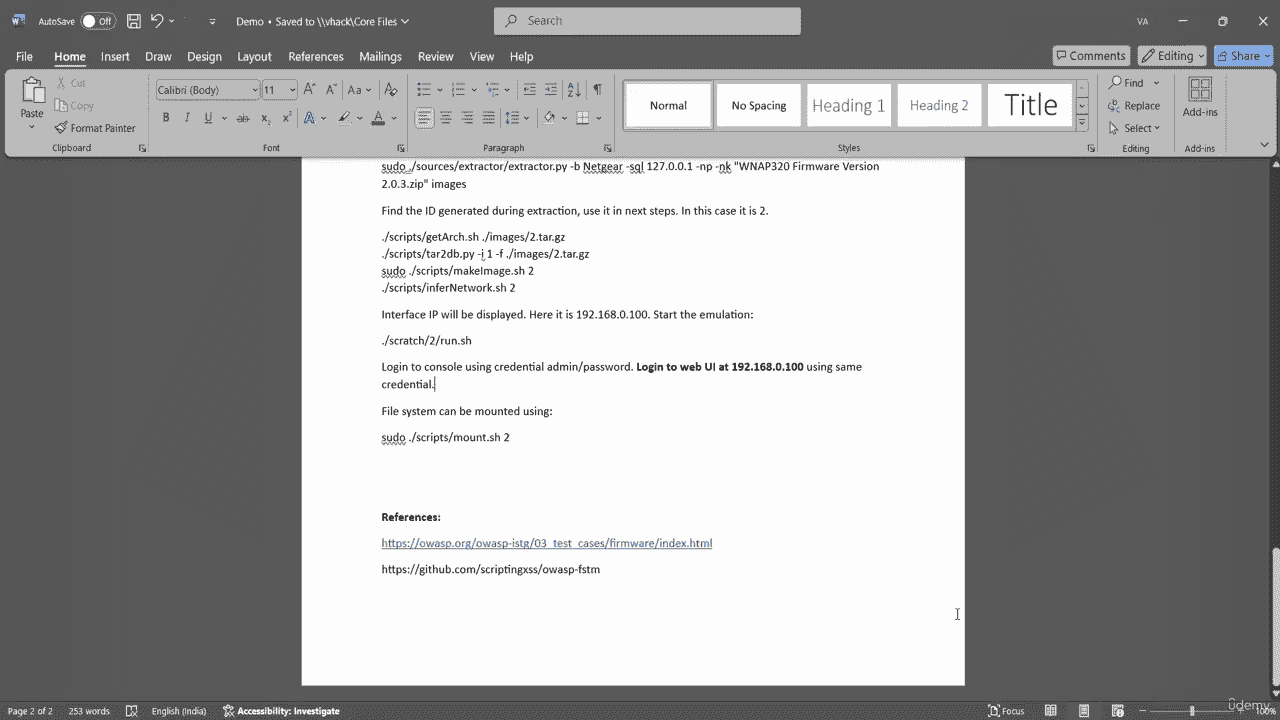 AutoSave Off Demo • Saved to \\vhack\Core Files Search VA
File Home Insert Draw Design Layout References Mailings Review View Help Comments Editing Share
Paste Cut Copy Format Painter Calibri (Body) 11 Normal No Spacing Heading 1 Heading 2 Title Find Replace Select Add-ins
Clipboard Font Paragraph Styles Editing Add-ins
sudo ./sources/extractor/extractor.py -b Netgear -sql 127.0.0.1 -np -nk "WNAP320 Firmware Version
2.0.3.zip" images
Find the ID generated during extraction, use it in next steps. In this case it is 2.
./scripts/getArch.sh ./images/2.tar.gz
./scripts/tar2db.py -i 1 -f ./images/2.tar.gz
sudo ./scripts/makeImage.sh 2
./scripts/inferNetwork.sh 2
Interface IP will be displayed. Here it is 192.168.0.100. Start the emulation:
./scratch/2/run.sh
Login to console using credential admin/password. Login to web UI at 192.168.0.100 using same
credential.
File system can be mounted using:
sudo ./scripts/mount.sh 2
References:
https://owasp.org/owasp-istg/03_test_cases/firmware/index.html
https://github.com/scriptingxss/owasp-fstm
Page 2 of 2 253 words English (India) Accessibility: Investigate Focus 100%
Udemy